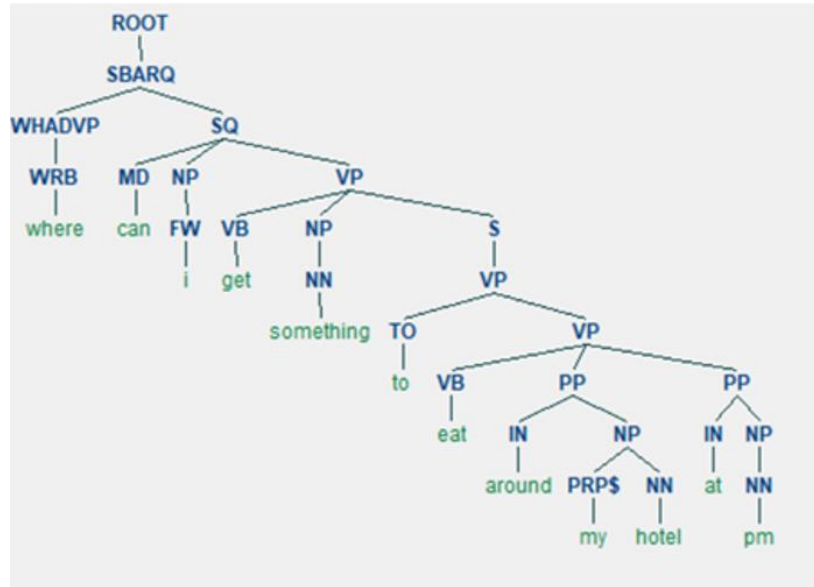 ROOT
SBARQ
WHADVP SQ
WRB MD NP VP
where can FW VB NP S
i get NN VP
something TO VP
to VB PP PP
eat IN NP IN NP
around PRP$ NN at NN
my hotel pm